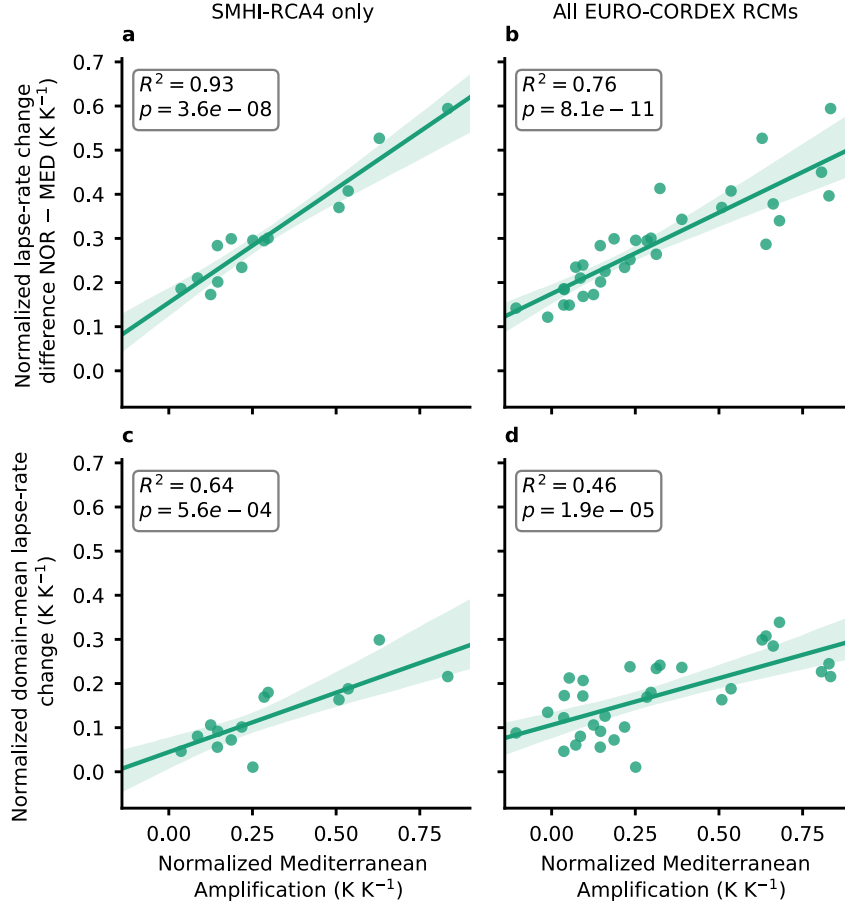 SMHI-RCA4 only
All EURO-CORDEX RCMs
a
b
R² = 0.93
p = 3.6e − 08
R² = 0.76
p = 8.1e − 11
Normalized lapse-rate change
difference NOR − MED (K K⁻¹)
0.7
0.6
0.5
0.4
0.3
0.2
0.1
0.0
c
d
R² = 0.64
p = 5.6e − 04
R² = 0.46
p = 1.9e − 05
Normalized domain-mean lapse-rate
change (K K⁻¹)
0.7
0.6
0.5
0.4
0.3
0.2
0.1
0.0
0.00 0.25 0.50 0.75
0.00 0.25 0.50 0.75
Normalized Mediterranean
Amplification (K K⁻¹)
Normalized Mediterranean
Amplification (K K⁻¹)